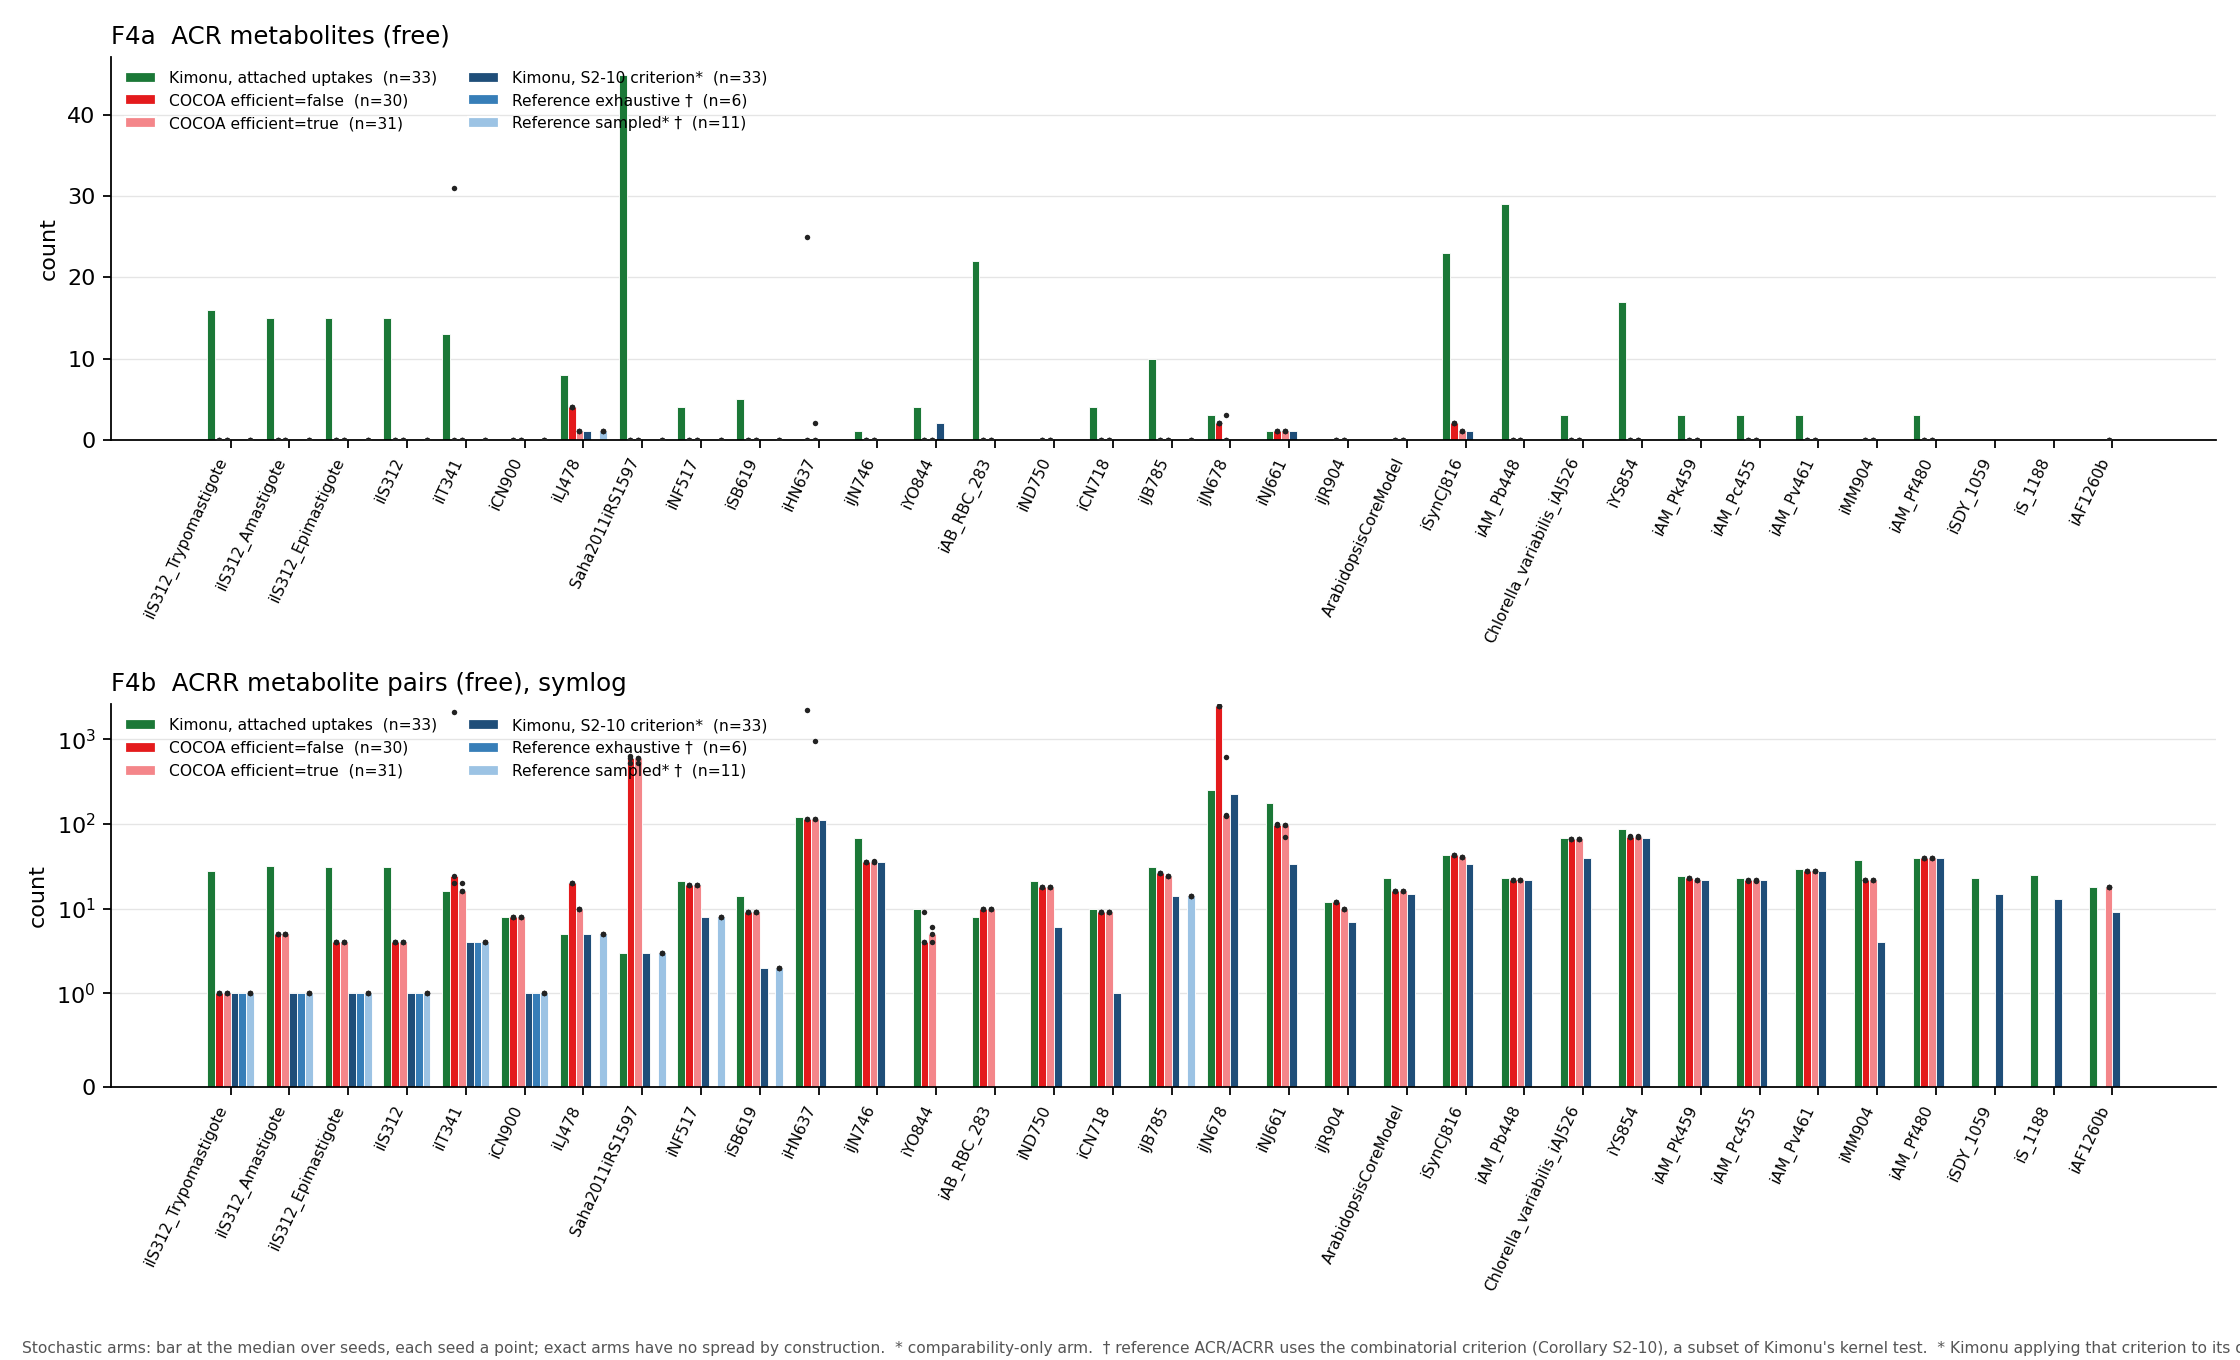 F4a  ACR metabolites (free)
Kimonu, attached uptakes  (n=33)
COCOA efficient=false  (n=30)
COCOA efficient=true  (n=31)
Kimonu, S2-10 criterion*  (n=33)
Reference exhaustive †  (n=6)
Reference sampled* †  (n=11)
count
40
30
20
10
0
iIS312_Trypomastigote
iIS312_Amastigote
iIS312_Epimastigote
iIS312
iIT341
iCN900
iLJ478
Saha2011iRS1597
iNF517
iSB619
iHN637
iJN746
iYO844
iAB_RBC_283
iND750
iCN718
iJB785
iJN678
iNJ661
iJR904
ArabidopsisCoreModel
iSynCJ816
iAM_Pb448
Chlorella_variabilis_iAJ526
iYS854
iAM_Pk459
iAM_Pc455
iAM_Pv461
iMM904
iAM_Pf480
iSDY_1059
iS_1188
iAF1260b
F4b  ACRR metabolite pairs (free), symlog
Kimonu, attached uptakes  (n=33)
COCOA efficient=false  (n=30)
COCOA efficient=true  (n=31)
Kimonu, S2-10 criterion*  (n=33)
Reference exhaustive †  (n=6)
Reference sampled* †  (n=11)
count
10³
10²
10¹
10⁰
0
iIS312_Trypomastigote
iIS312_Amastigote
iIS312_Epimastigote
iIS312
iIT341
iCN900
iLJ478
Saha2011iRS1597
iNF517
iSB619
iHN637
iJN746
iYO844
iAB_RBC_283
iND750
iCN718
iJB785
iJN678
iNJ661
iJR904
ArabidopsisCoreModel
iSynCJ816
iAM_Pb448
Chlorella_variabilis_iAJ526
iYS854
iAM_Pk459
iAM_Pc455
iAM_Pv461
iMM904
iAM_Pf480
iSDY_1059
iS_1188
iAF1260b
Stochastic arms: bar at the median over seeds, each seed a point; exact arms have no spread by construction.  * comparability-only arm.  † reference ACR/ACRR uses the combinatorial criterion (Corollary S2-10), a subset of Kimonu's kernel test.  * Kimonu applying that criterion to its